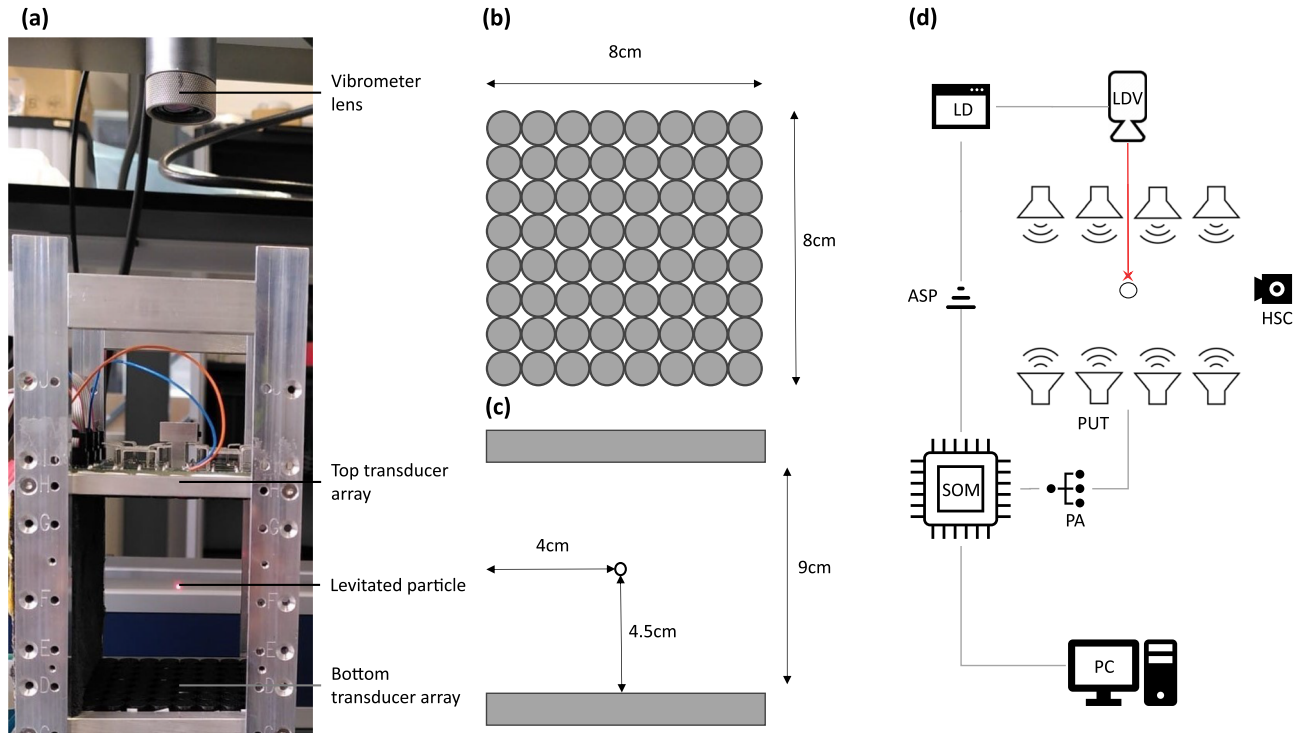 (a)
Vibrometer
lens
Top transducer
array
Levitated particle
Bottom
transducer array
G
H
G
F
F
E
E
D
D
(b)
8cm
8cm
(c)
4cm
4.5cm
9cm
(d)
LD
LDV
ASP
HSC
PUT
SOM
PA
PC